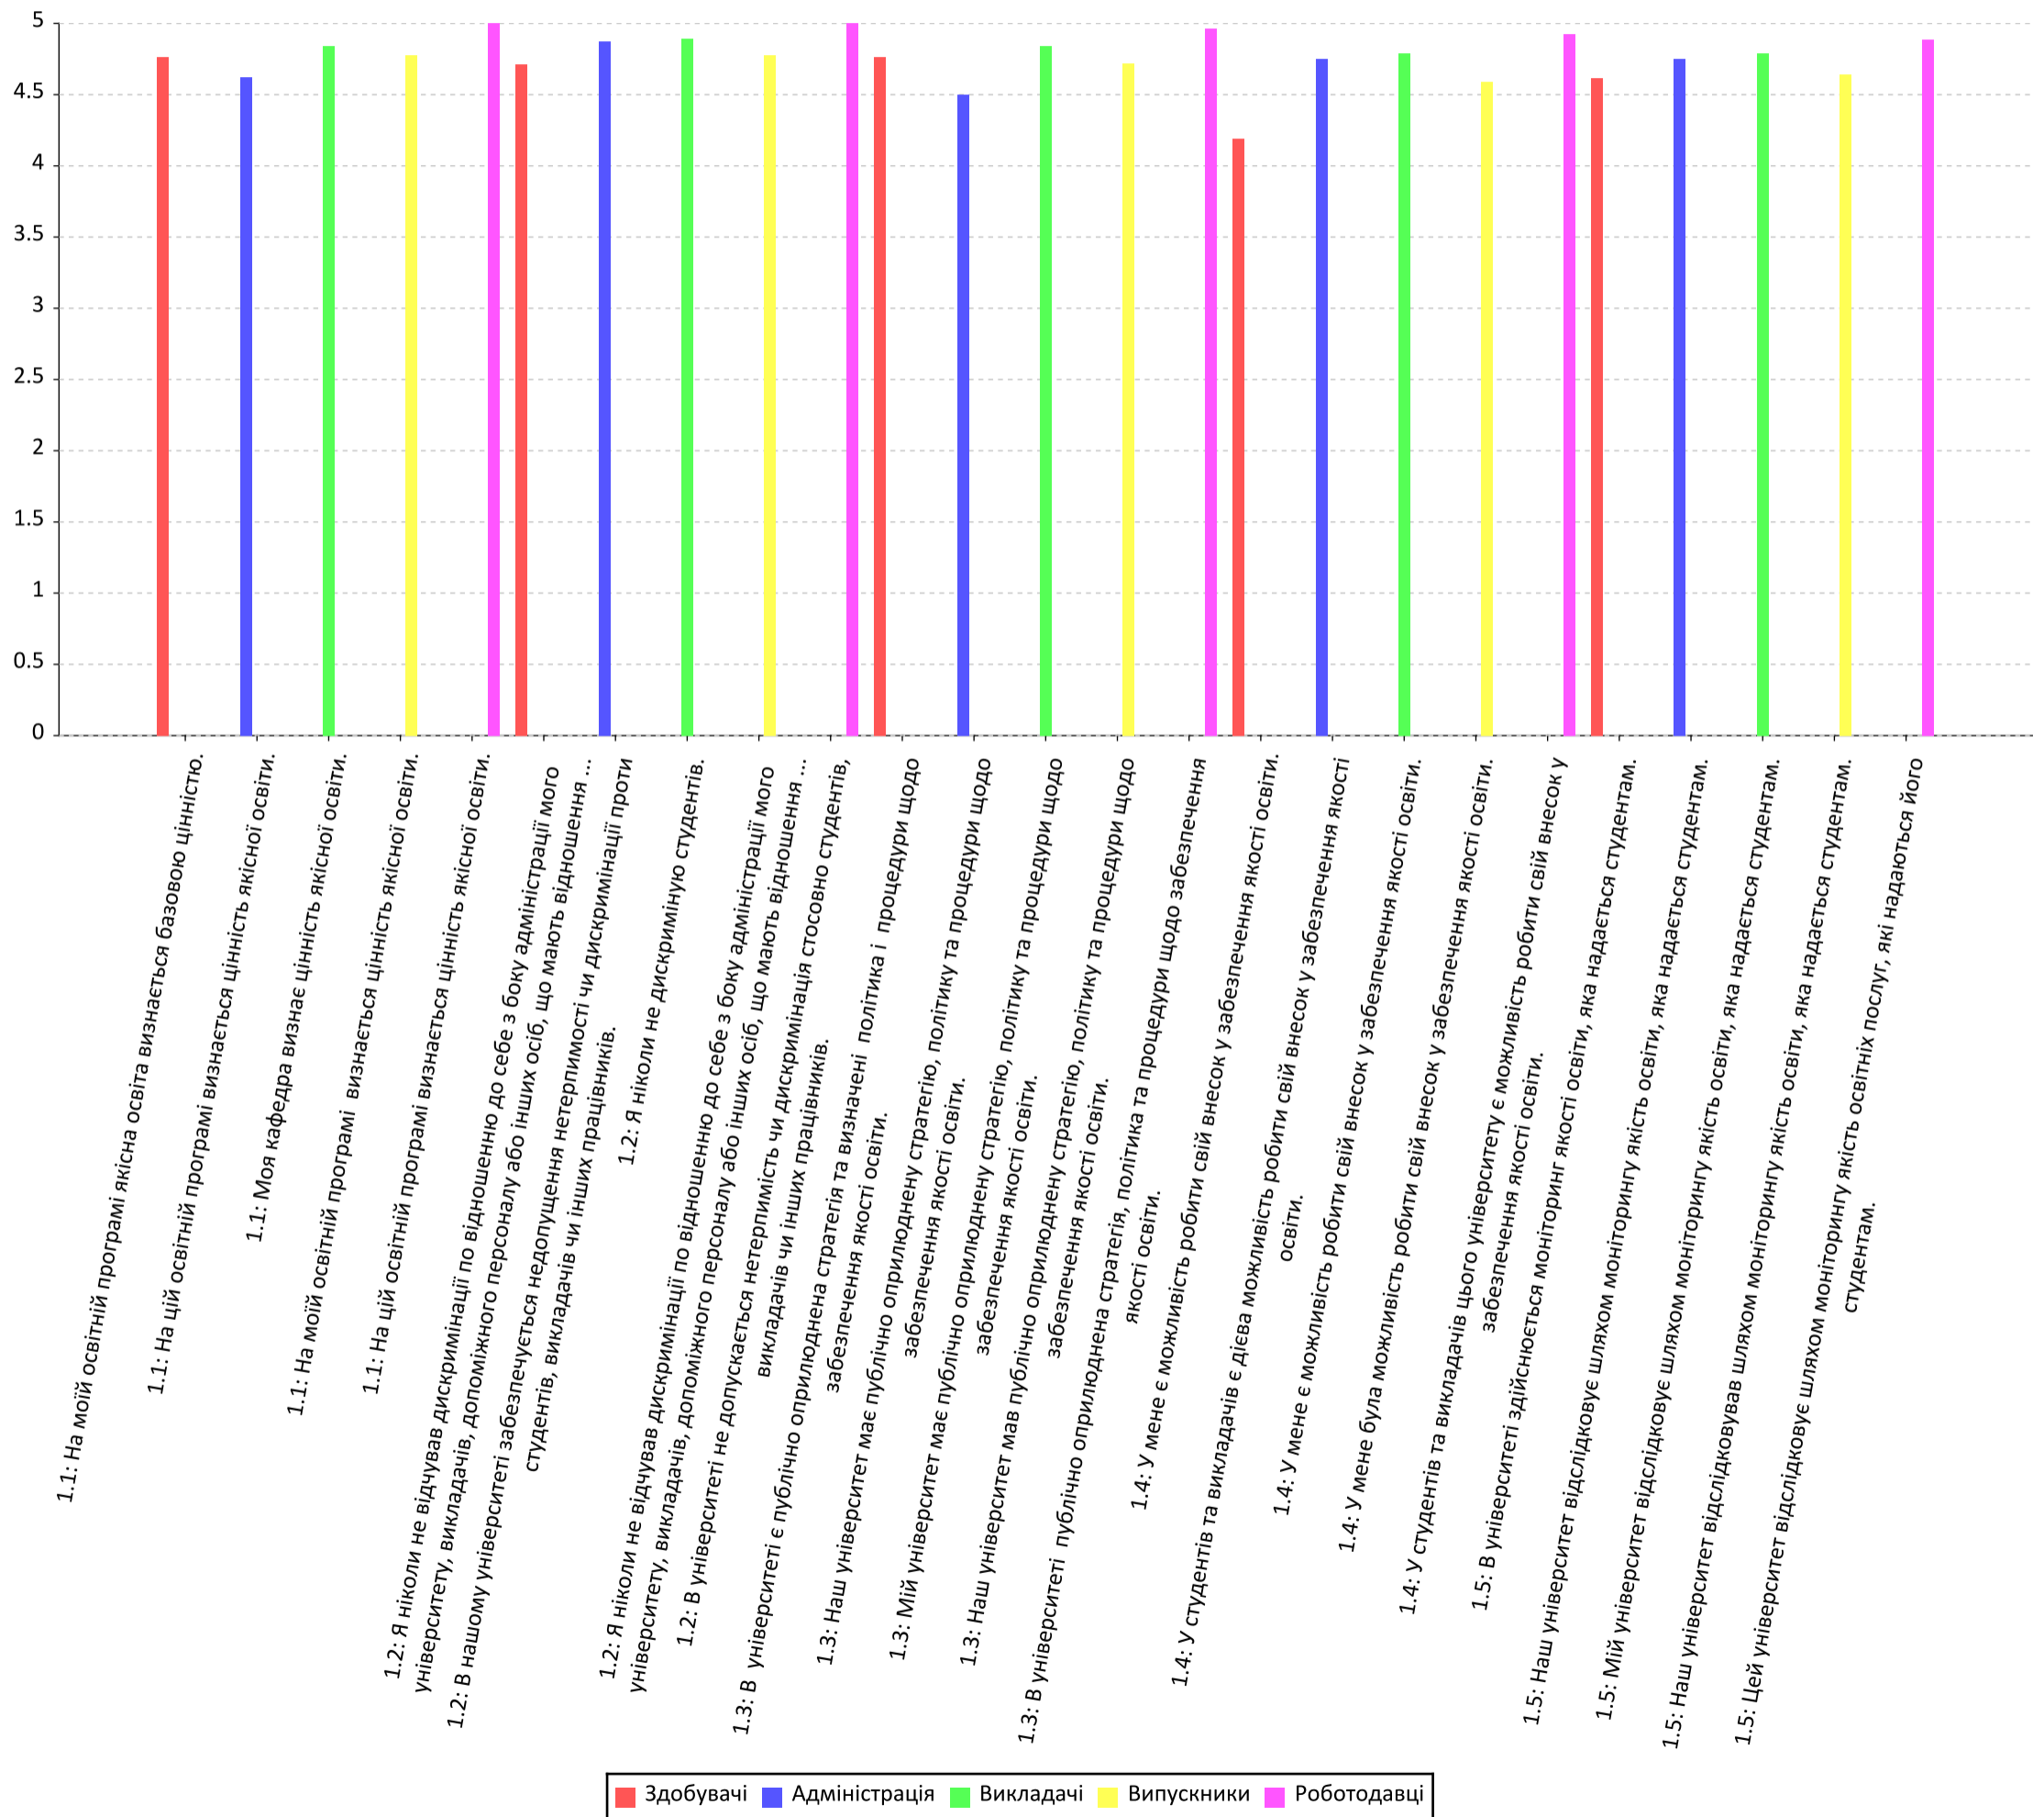 5
4.5
4
3.5
3
2.5
2
1.5
1
0.5
0
1.1: На моїй освітній програмі якісна освіта визнається базовою цінністю.
1.1: На цій освітній програмі визнається цінність якісної освіти.
1.1: Моя кафедра визнає цінність якісної освіти.
1.1: На моїй освітній програмі визнається цінність якісної освіти.
1.1: На цій освітній програмі визнається цінність якісної освіти.
1.2: Я ніколи не відчував дискримінації по відношенню до себе з боку адміністрації мого
університету, викладачів, допоміжного персоналу або інших осіб, що мають відношення ...
1.2: В нашому університеті забезпечується недопущення нетерпимості чи дискримінації проти
студентів, викладачів чи інших працівників.
1.2: Я ніколи не дискриміную студентів.
1.2: Я ніколи не відчував дискримінації по відношенню до себе з боку адміністрації мого
університету, викладачів, допоміжного персоналу або інших осіб, що мають відношення ...
1.2: В університеті не допускається нетерпимість чи дискримінація стосовно студентів,
викладачів чи інших працівників.
1.3: В університеті є публічно оприлюднена стратегія та визначені політика і процедури щодо
забезпечення якості освіти.
1.3: Наш університет має публічно оприлюднену стратегію, політику та процедури щодо
забезпечення якості освіти.
1.3: Мій університет має публічно оприлюднену стратегію, політику та процедури щодо
забезпечення якості освіти.
1.3: Наш університет мав публічно оприлюднену стратегію, політику та процедури щодо
забезпечення якості освіти.
1.3: В університеті публічно оприлюднена стратегія, політика та процедури щодо забезпечення
якості освіти.
1.4: У мене є можливість робити свій внесок у забезпечення якості освіти.
1.4: У студентів та викладачів є дієва можливість робити свій внесок у забезпечення якості
освіти.
1.4: У мене є можливість робити свій внесок у забезпечення якості освіти.
1.4: У мене була можливість робити свій внесок у забезпечення якості освіти.
1.4: У студентів та викладачів цього університету є можливість робити свій внесок у
забезпечення якості освіти.
1.5: В університеті здійснюється моніторинг якості освіти, яка надається студентам.
1.5: Наш університет відслідковує шляхом моніторингу якість освіти, яка надається студентам.
1.5: Мій університет відслідковує шляхом моніторингу якість освіти, яка надається студентам.
1.5: Наш університет відслідковував шляхом моніторингу якість освіти, яка надається студентам.
1.5: Цей університет відслідковує шляхом моніторингу якість освітніх послуг, які надаються його
студентам.
Здобувачі Адміністрація Викладачі Випускники Роботодавці